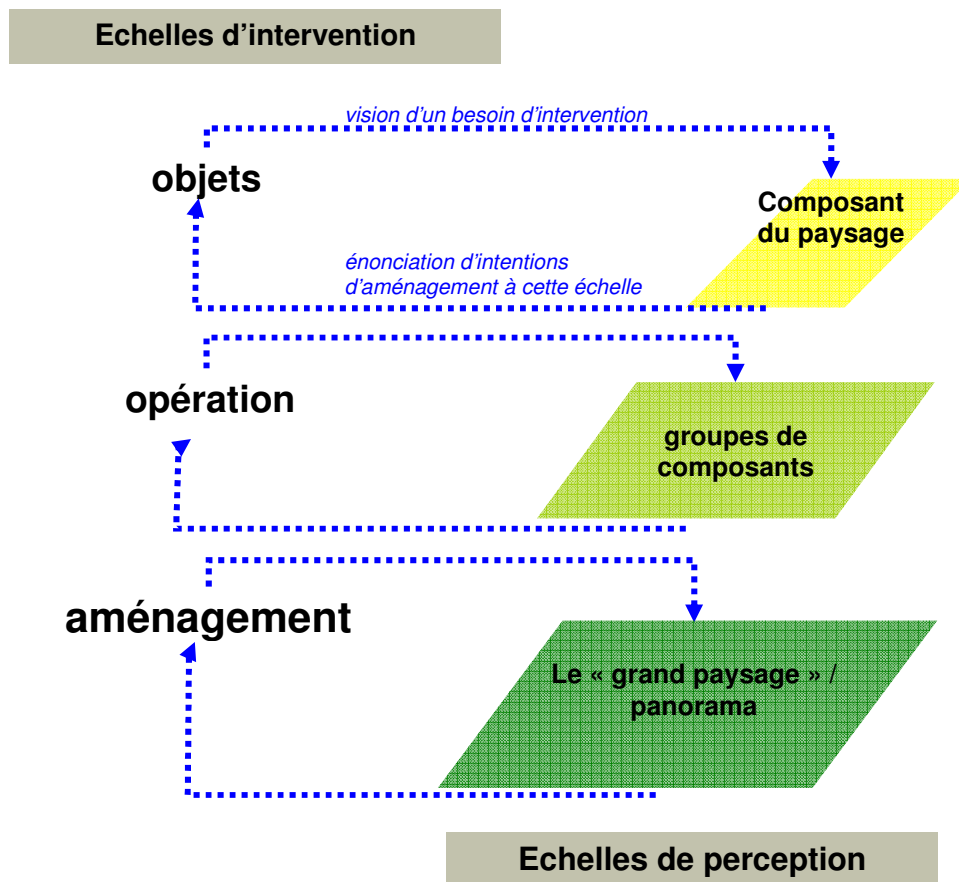 Echelles d’intervention
vision d’un besoin d’intervention
objets
Composant
du paysage
énonciation d’intentions
d’aménagement à cette échelle
opération
groupes de
composants
aménagement
Le « grand paysage » /
panorama
Echelles de perception